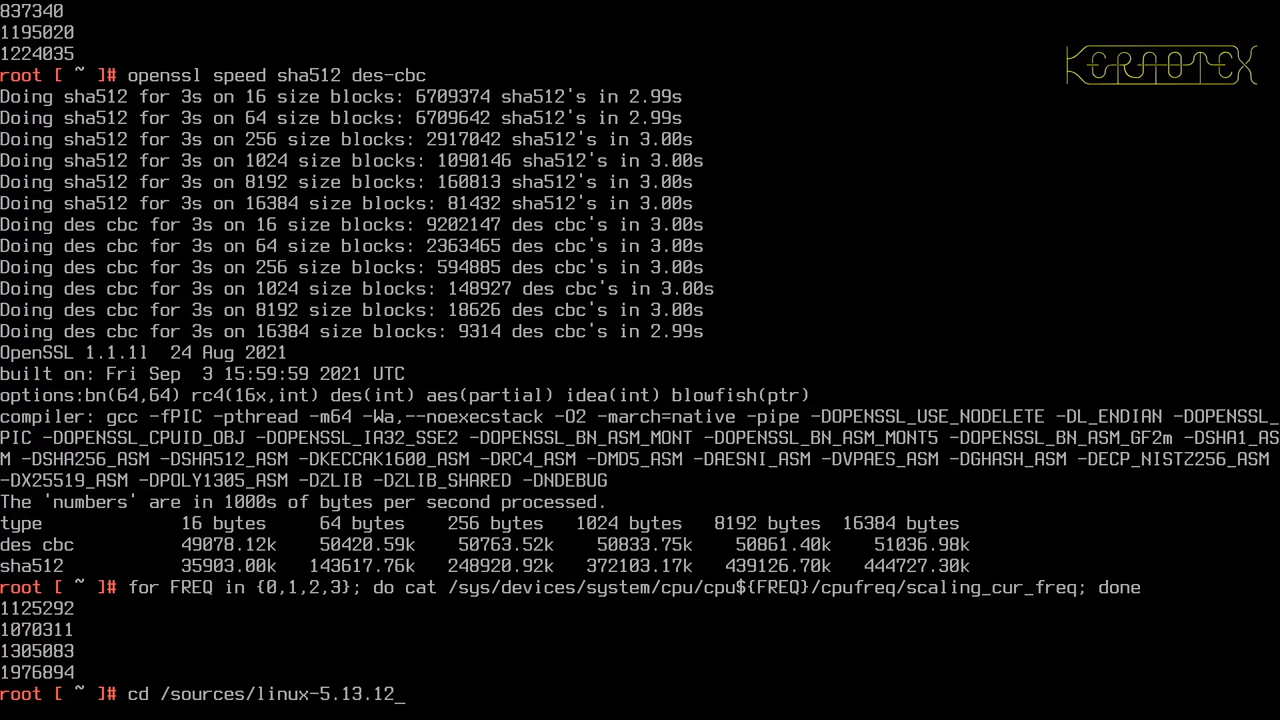 837340
1195020
1224035
KERNOTEX
root [ ~ ]# openssl speed sha512 des-cbc
Doing sha512 for 3s on 16 size blocks: 6709374 sha512's in 2.99s
Doing sha512 for 3s on 64 size blocks: 6709642 sha512's in 2.99s
Doing sha512 for 3s on 256 size blocks: 2917042 sha512's in 3.00s
Doing sha512 for 3s on 1024 size blocks: 1090146 sha512's in 3.00s
Doing sha512 for 3s on 8192 size blocks: 160813 sha512's in 3.00s
Doing sha512 for 3s on 16384 size blocks: 81432 sha512's in 3.00s
Doing des cbc for 3s on 16 size blocks: 9202147 des cbc's in 3.00s
Doing des cbc for 3s on 64 size blocks: 2363465 des cbc's in 3.00s
Doing des cbc for 3s on 256 size blocks: 594885 des cbc's in 3.00s
Doing des cbc for 3s on 1024 size blocks: 148927 des cbc's in 3.00s
Doing des cbc for 3s on 8192 size blocks: 18626 des cbc's in 3.00s
Doing des cbc for 3s on 16384 size blocks: 9314 des cbc's in 2.99s
OpenSSL 1.1.1l  24 Aug 2021
built on: Fri Sep  3 15:59:59 2021 UTC
options:bn(64,64) rc4(16x,int) des(int) aes(partial) idea(int) blowfish(ptr)
compiler: gcc -fPIC -pthread -m64 -Wa,--noexecstack -O2 -march=native -pipe -DOPENSSL_USE_NODELETE -DL_ENDIAN -DOPENSSL_
PIC -DOPENSSL_CPUID_OBJ -DOPENSSL_IA32_SSE2 -DOPENSSL_BN_ASM_MONT -DOPENSSL_BN_ASM_MONT5 -DOPENSSL_BN_ASM_GF2m -DSHA1_AS
M -DSHA256_ASM -DSHA512_ASM -DKECCAK1600_ASM -DRC4_ASM -DMD5_ASM -DAESNI_ASM -DVPAES_ASM -DGHASH_ASM -DECP_NISTZ256_ASM
-DX25519_ASM -DPOLY1305_ASM -DZLIB -DZLIB_SHARED -DNDEBUG
The 'numbers' are in 1000s of bytes per second processed.
type             16 bytes     64 bytes    256 bytes   1024 bytes   8192 bytes  16384 bytes
des cbc          49078.12k    50420.59k    50763.52k    50833.75k    50861.40k    51036.98k
sha512           35903.00k   143617.76k   248920.92k   372103.17k   439126.70k   444727.30k
root [ ~ ]# for FREQ in {0,1,2,3}; do cat /sys/devices/system/cpu/cpu${FREQ}/cpufreq/scaling_cur_freq; done
1125292
1070311
1305083
1976894
root [ ~ ]# cd /sources/linux-5.13.12_